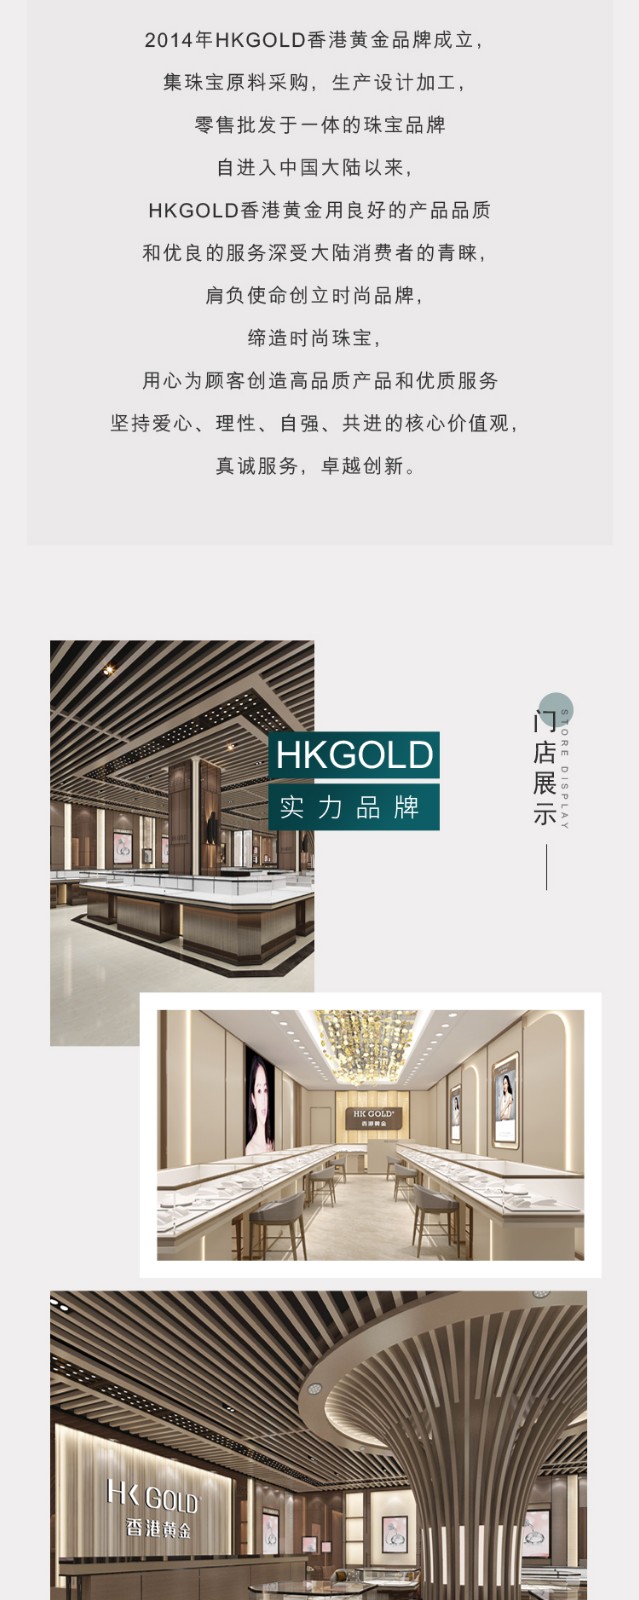 2014年HKGOLD香港黄金品牌成立，
集珠宝原料采购，生产设计加工，
零售批发于一体的珠宝品牌
自进入中国大陆以来，
HKGOLD香港黄金用良好的产品品质
和优良的服务深受大陆消费者的青睐，
肩负使命创立时尚品牌，
缔造时尚珠宝，
用心为顾客创造高品质产品和优质服务
坚持爱心、理性、自强、共进的核心价值观，
真诚服务，卓越创新。
HKGOLD
实力品牌
门店展示
STORE DISPLAY
HK GOLD®
香港黄金
HK GOLD
香港黄金